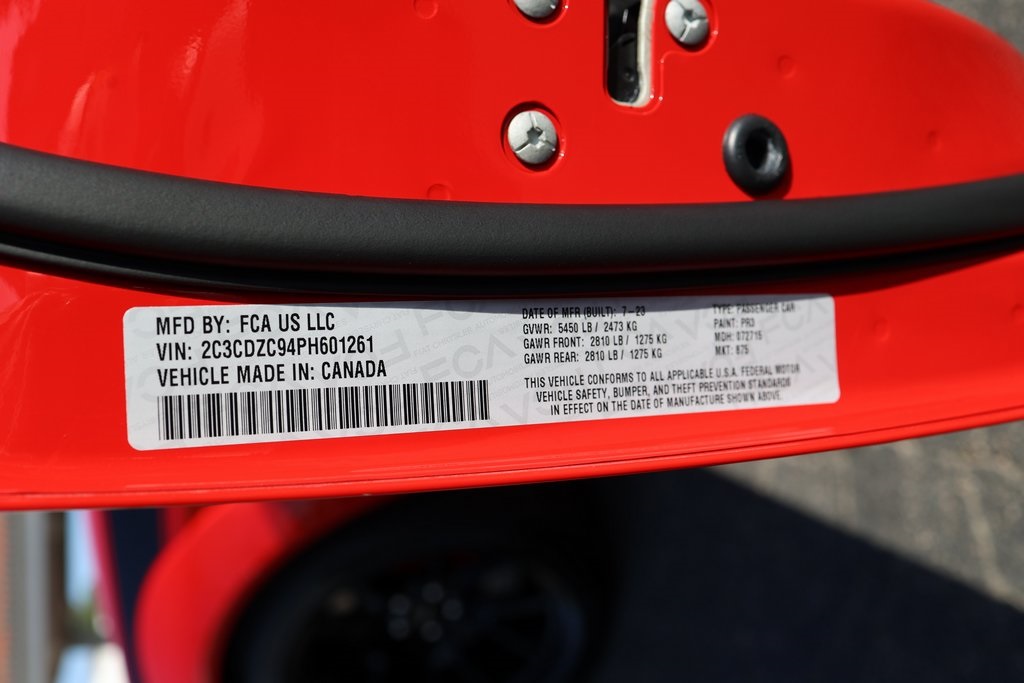 MFD BY: FCA US LLC
VIN: 2C3CDZC94PH601261
VEHICLE MADE IN: CANADA
DATE OF MFR (BUILT): 7-23
GVWR: 5450 LB / 2473 KG
GAWR FRONT: 2810 LB / 1275 KG
GAWR REAR: 2810 LB / 1275 KG
TYPE: PASSENGER CAR
PAINT: PR3
MDH: 072715
MKT: 875
THIS VEHICLE CONFORMS TO ALL APPLICABLE U.S.A. FEDERAL MOTOR
VEHICLE SAFETY, BUMPER, AND THEFT PREVENTION STANDARDS
IN EFFECT ON THE DATE OF MANUFACTURE SHOWN ABOVE.